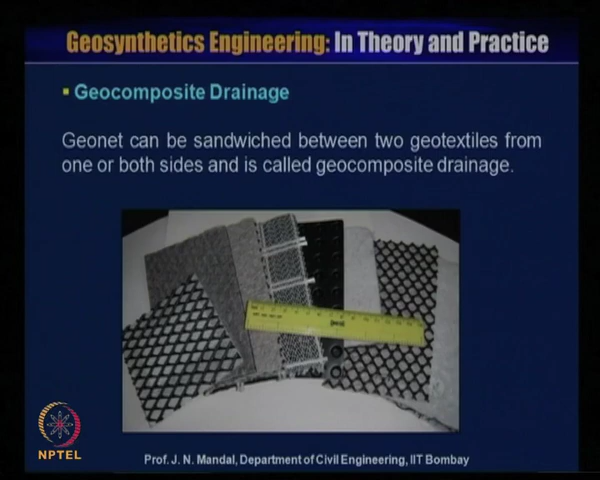 Geosynthetics Engineering: In Theory and Practice
Geocomposite Drainage
Geonet can be sandwiched between two geotextiles from
one or both sides and is called geocomposite drainage.
NPTEL
Prof. J. N. Mandal, Department of Civil Engineering, IIT Bombay